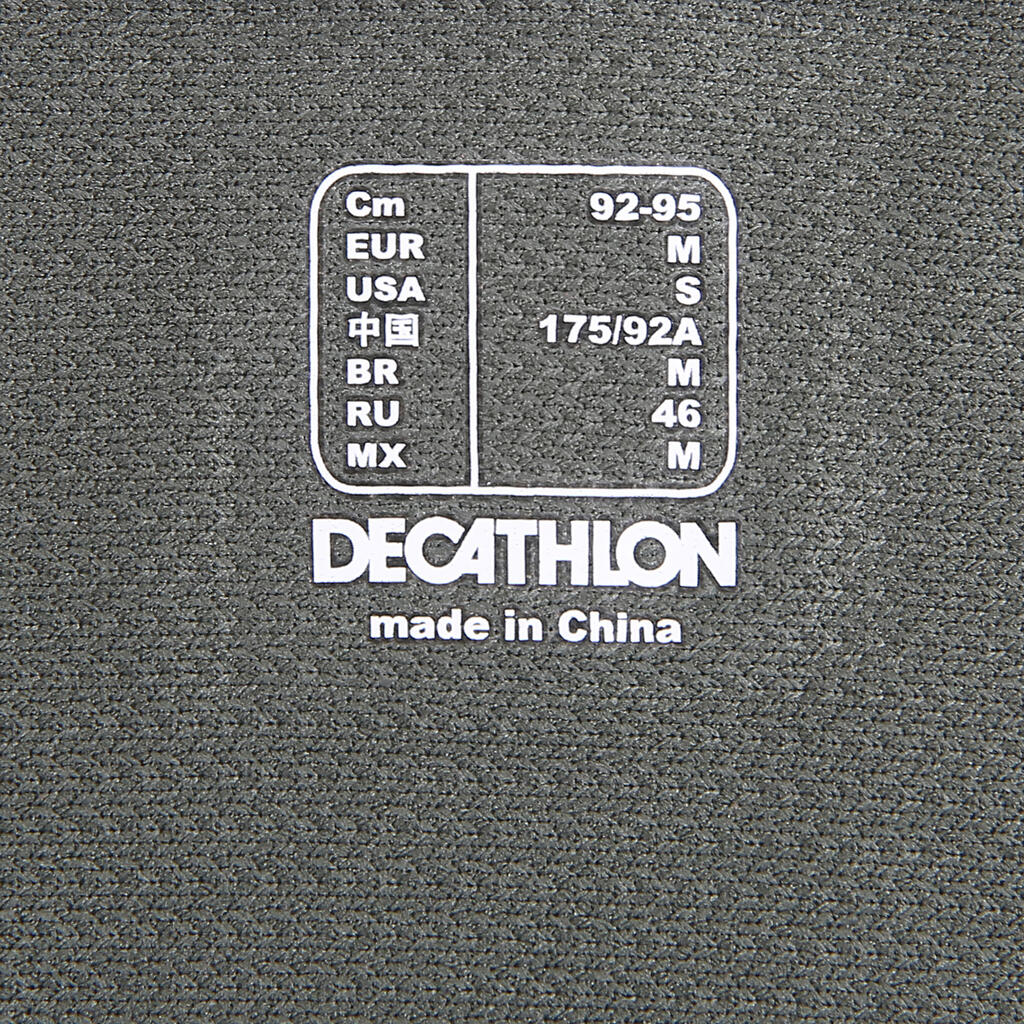 Cm 92-95
EUR M
USA S
中国 175/92A
BR M
RU 46
MX M
DECATHLON
made in China